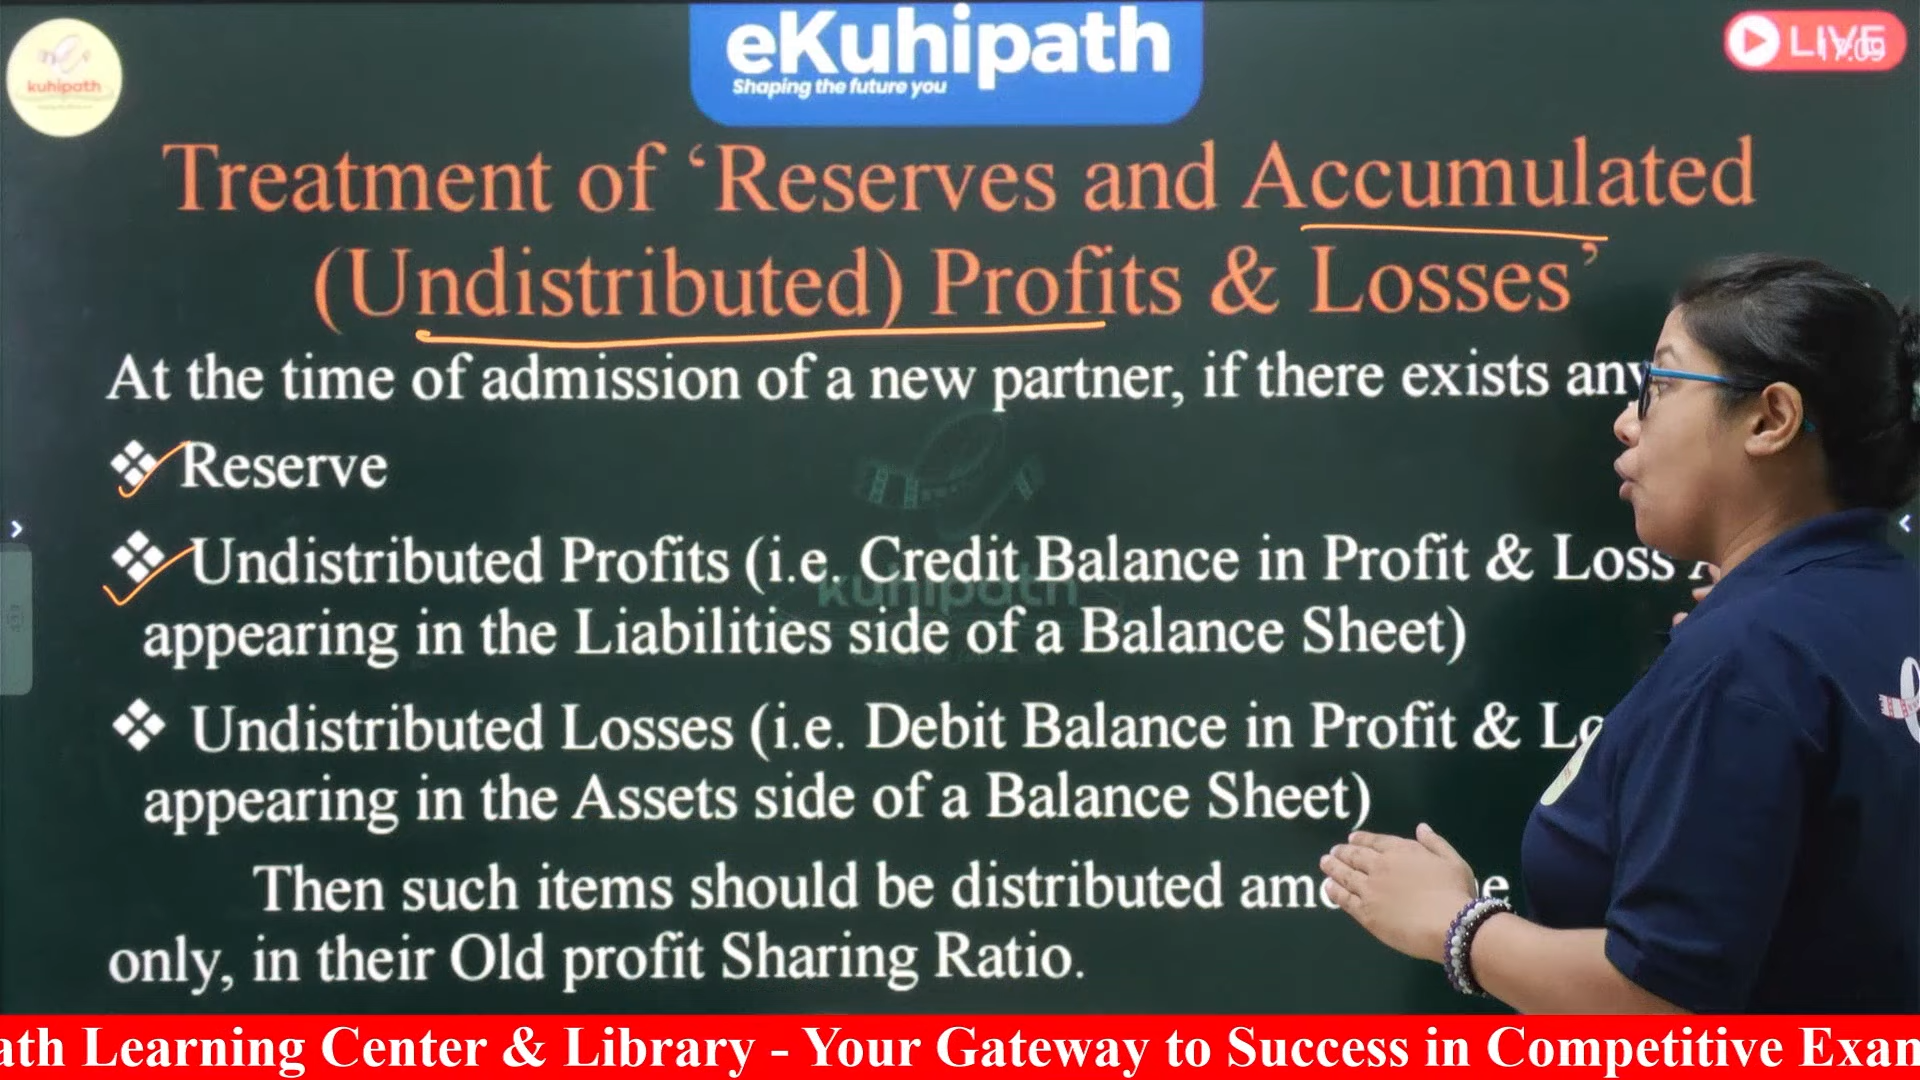 eKuhipath
Shaping the future you
kuhipath
LIVE
Treatment of ‘Reserves and Accumulated
(Undistributed) Profits & Losses’
At the time of admission of a new partner, if there exists any
❖ Reserve
❖ Undistributed Profits (i.e. Credit Balance in Profit & Loss
appearing in the Liabilities side of a Balance Sheet)
kuhipath
❖ Undistributed Losses (i.e. Debit Balance in Profit &
appearing in the Assets side of a Balance Sheet)
Then such items should be distributed
only, in their Old profit Sharing Ratio.
ath Learning Center & Library - Your Gateway to Success in Competitive Exam